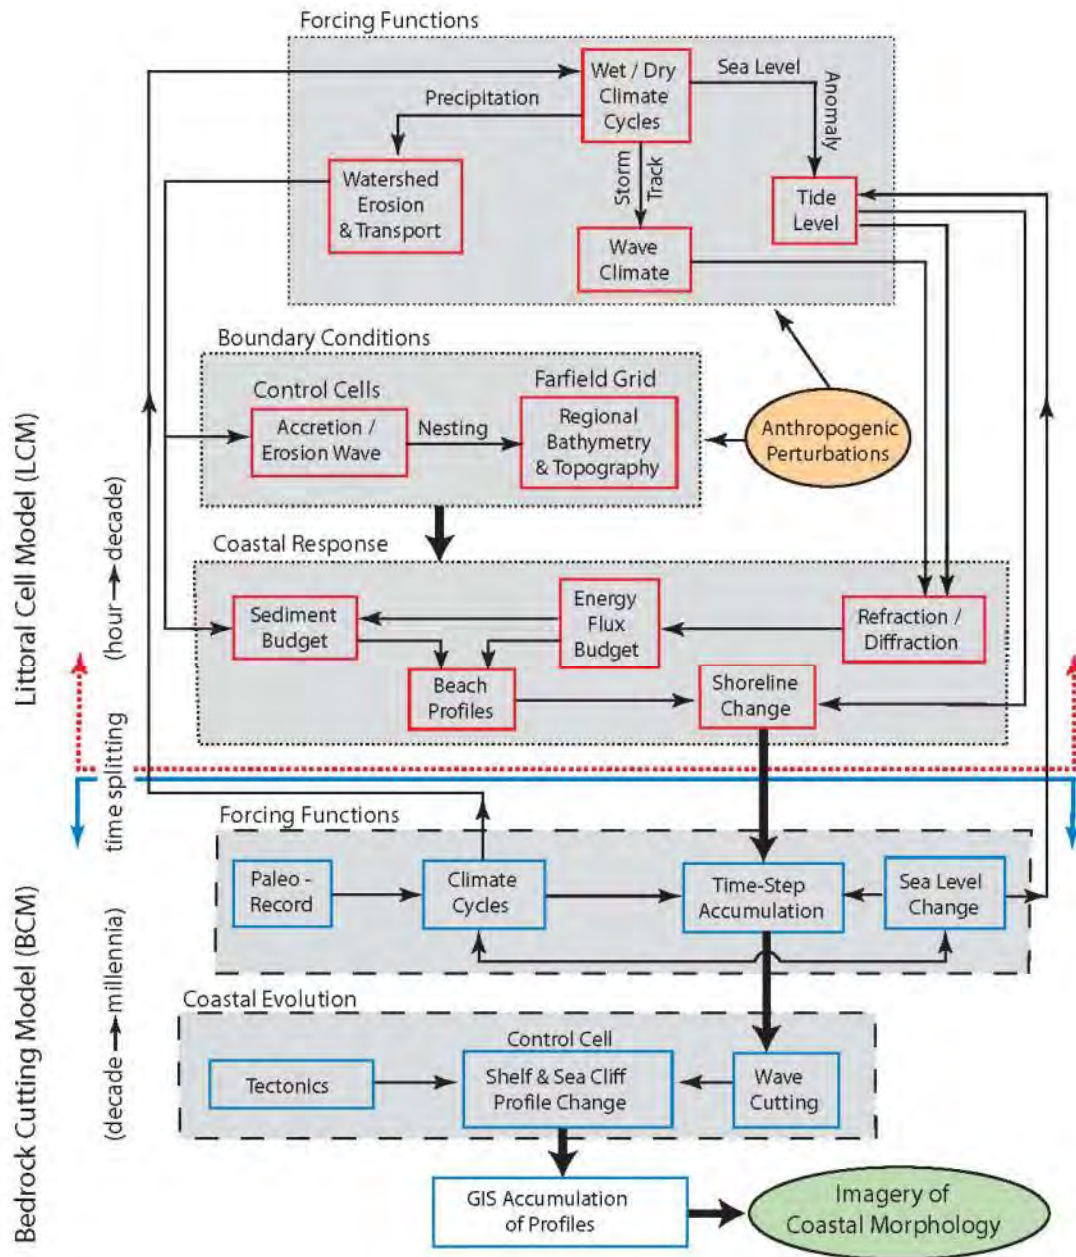 Forcing Functions
Wet / Dry
Climate
Cycles
Sea Level
Anomaly
Precipitation
Storm
Track
Watershed
Erosion
& Transport
Tide
Level
Wave
Climate
Boundary Conditions
Control Cells
Accretion /
Erosion Wave
Nesting
Farfield Grid
Regional
Bathymetry
& Topography
Anthropogenic
Perturbations
Littoral Cell Model (LCM)
(hour → decade)
Coastal Response
Sediment
Budget
Energy
Flux
Budget
Refraction /
Diffraction
Beach
Profiles
Shoreline
Change
time splitting
Forcing Functions
Paleo -
Record
Climate
Cycles
Time-Step
Accumulation
Sea Level
Change
Bedrock Cutting Model (BCM)
(decade → millennia)
Coastal Evolution
Control Cell
Tectonics
Shelf & Sea Cliff
Profile Change
Wave
Cutting
GIS Accumulation
of Profiles
Imagery of
Coastal Morphology